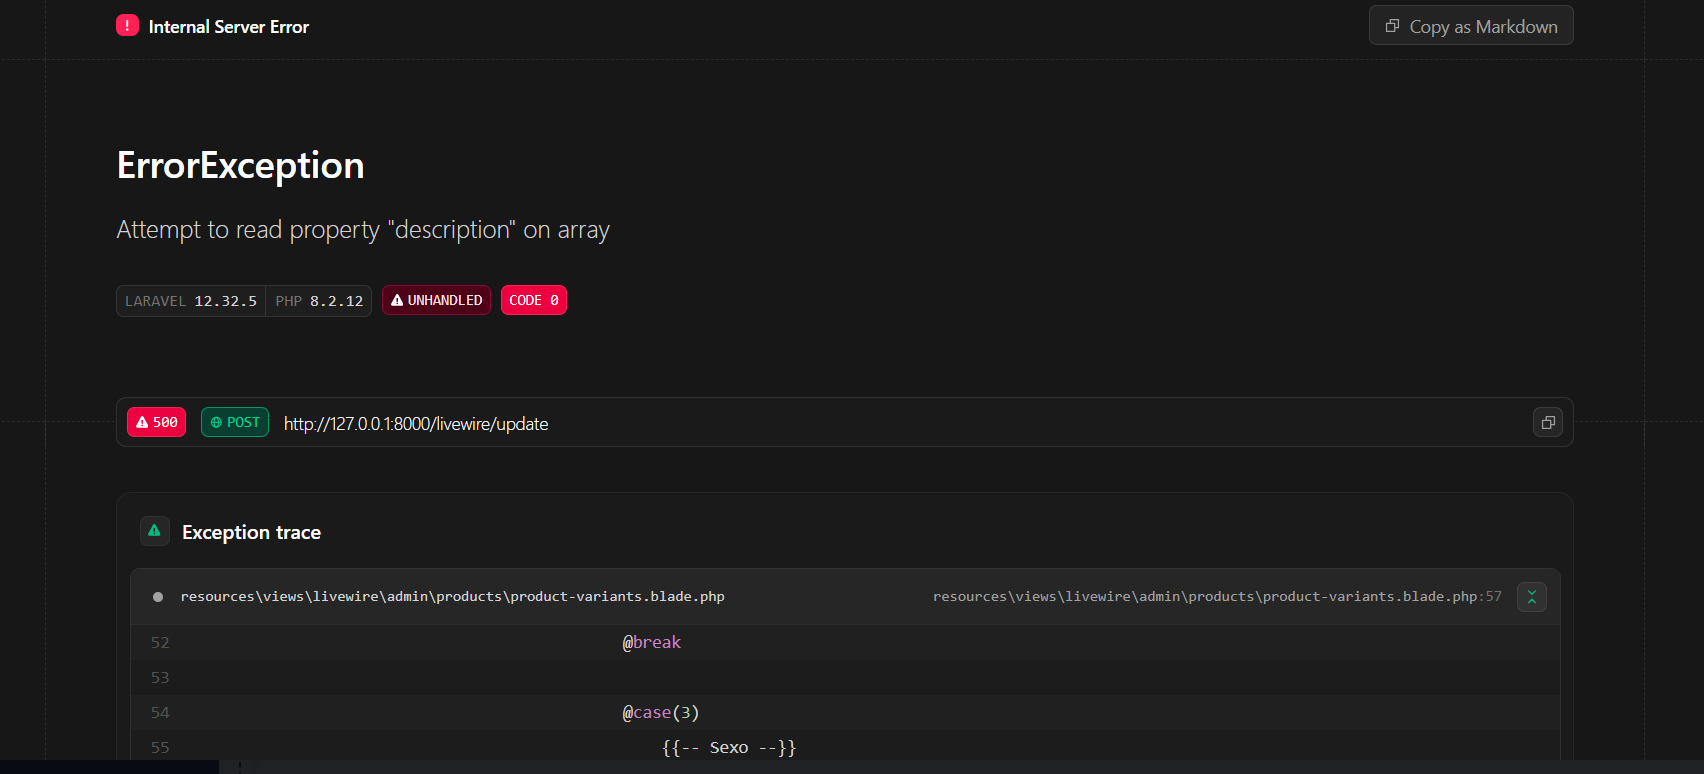 ! Internal Server Error
Copy as Markdown
ErrorException
Attempt to read property "description" on array
LARAVEL 12.32.5 PHP 8.2.12 UNHANDLED CODE 0
500 POST http://127.0.0.1:8000/livewire/update
Exception trace
resources\views\livewire\admin\products\product-variants.blade.php resources\views\livewire\admin\products\product-variants.blade.php:57
52 @break
53
54 @case(3)
55 {{-- Sexo --}}